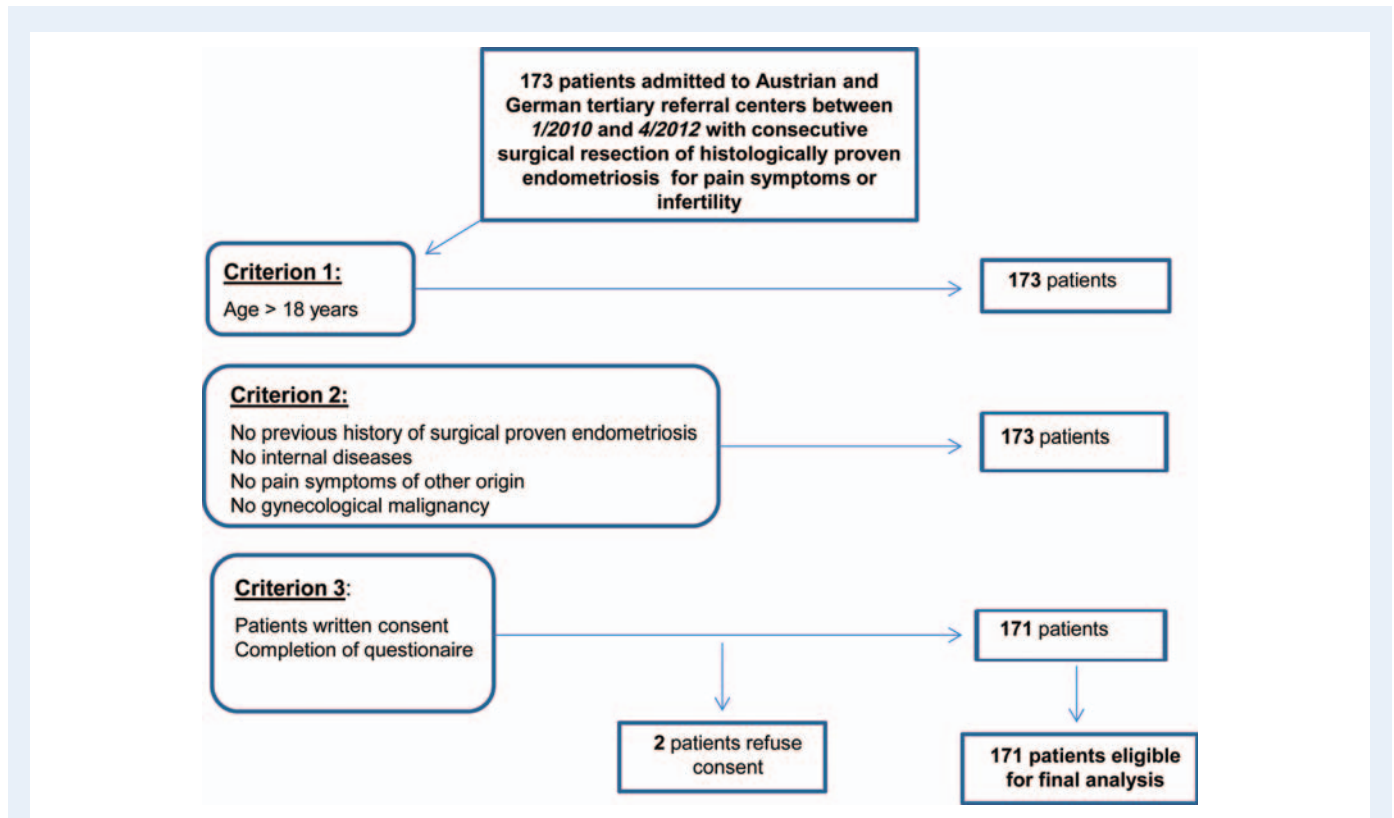 173 patients admitted to Austrian and
German tertiary referral centers between
1/2010 and 4/2012 with consecutive
surgical resection of histologically proven
endometriosis for pain symptoms or
infertility
Criterion 1:
Age > 18 years
173 patients
Criterion 2:
No previous history of surgical proven endometriosis
No internal diseases
No pain symptoms of other origin
No gynecological malignancy
173 patients
Criterion 3:
Patients written consent
Completion of questionaire
171 patients
2 patients refuse
consent
171 patients eligible
for final analysis